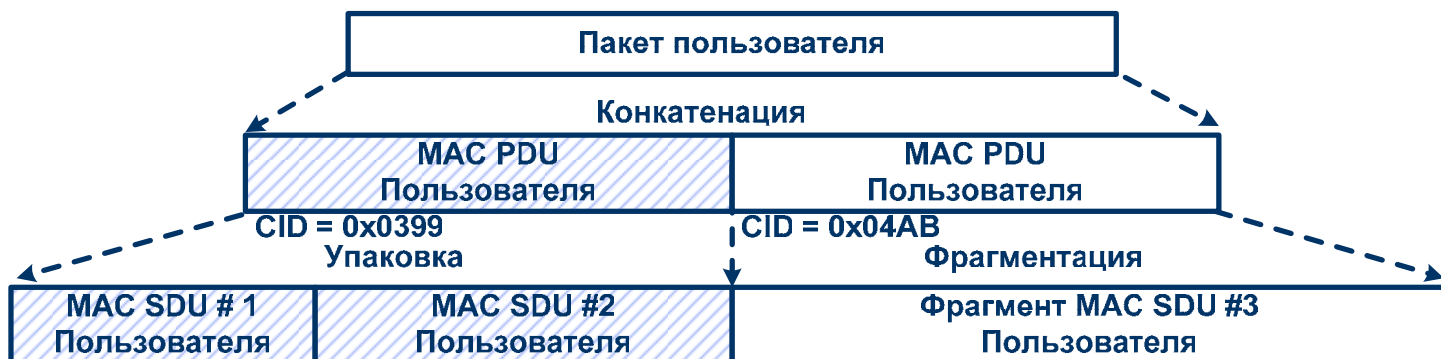 Пакет пользователя
Конкатенация
MAC PDU
Пользователя
MAC PDU
Пользователя
CID = 0x0399
CID = 0x04AB
Упаковка
Фрагментация
MAC SDU # 1
Пользователя
MAC SDU #2
Пользователя
Фрагмент MAC SDU #3
Пользователя